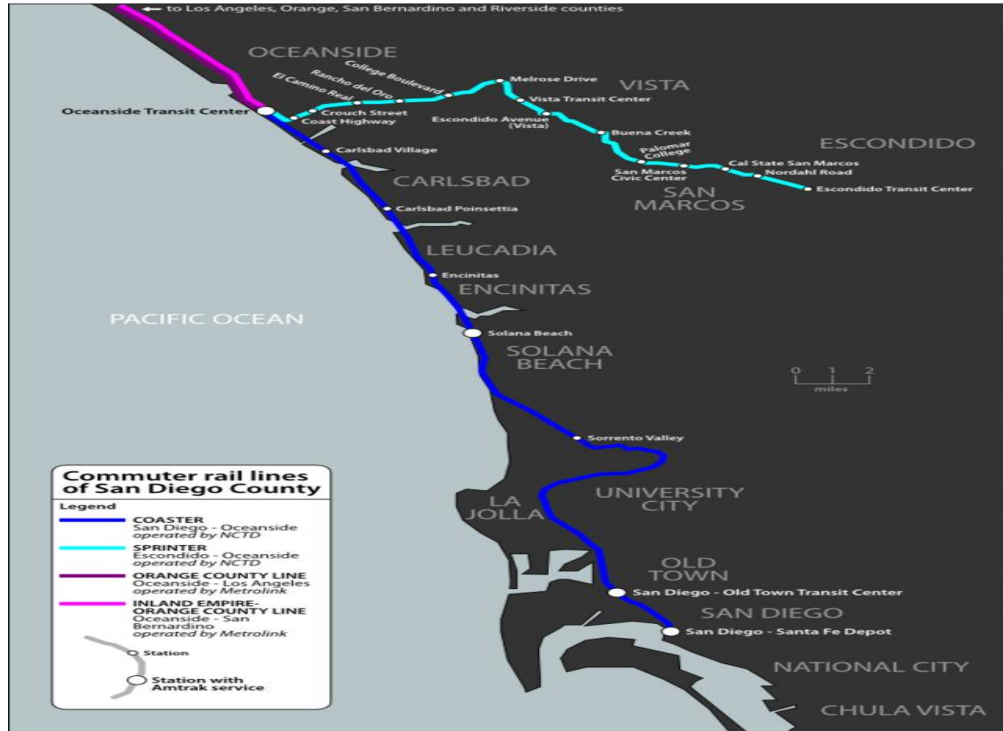 to Los Angeles, Orange, San Bernardino and Riverside counties
OCEANSIDE
College Boulevard
Rancho del Oro
El Camino Real
Melrose Drive
VISTA
Vista Transit Center
Oceanside Transit Center
Crouch Street
Coast Highway
Escondido Avenue
(Vista)
Buena Creek
ESCONDIDO
Palomar
College
Carlsbad Village
San Marcos
Civic Center
Cal State San Marcos
Nordahl Road
Escondido Transit Center
CARLSBAD
SAN
MARCOS
Carlsbad Poinsettia
LEUCADIA
Encinitas
ENCINITAS
PACIFIC OCEAN
Solana Beach
SOLANA
BEACH
0 1 2
miles
Sorrento Valley
UNIVERSITY
CITY
LA
JOLLA
OLD
TOWN
San Diego - Old Town Transit Center
SAN DIEGO
San Diego - Santa Fe Depot
NATIONAL CITY
CHULA VISTA
Commuter rail lines
of San Diego County
Legend
COASTER
San Diego - Oceanside
operated by NCTD
SPRINTER
Escondido - Oceanside
operated by NCTD
ORANGE COUNTY LINE
Oceanside - Los Angeles
operated by Metrolink
INLAND EMPIRE-
ORANGE COUNTY LINE
Oceanside - San
Bernardino
operated by Metrolink
Station
Station with
Amtrak service